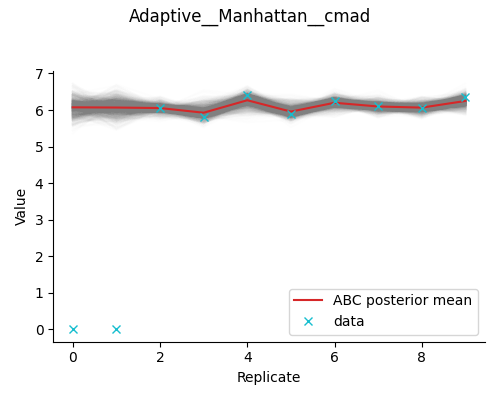 Adaptive__Manhattan__cmad
7
6
5
4
3
2
1
0
Value
ABC posterior mean
data
0 2 4 6 8
Replicate